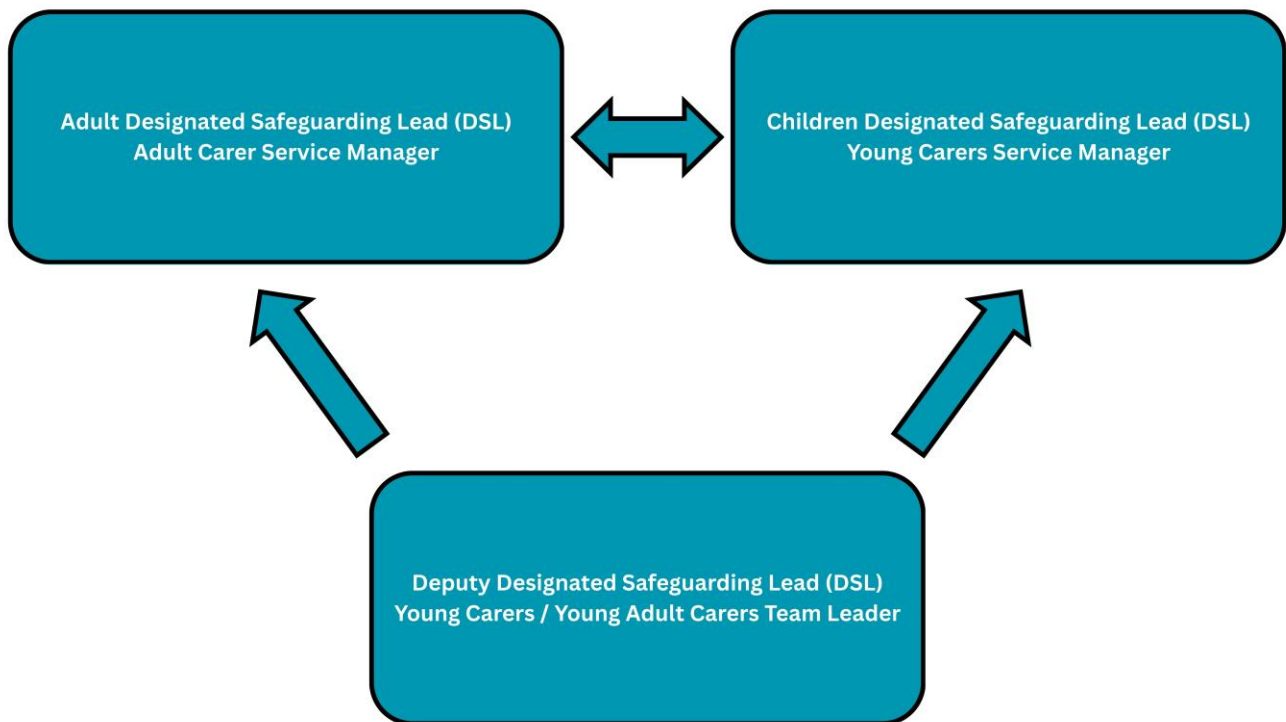 Adult Designated Safeguarding Lead (DSL)
Adult Carer Service Manager
Children Designated Safeguarding Lead (DSL)
Young Carers Service Manager
Deputy Designated Safeguarding Lead (DSL)
Young Carers / Young Adult Carers Team Leader